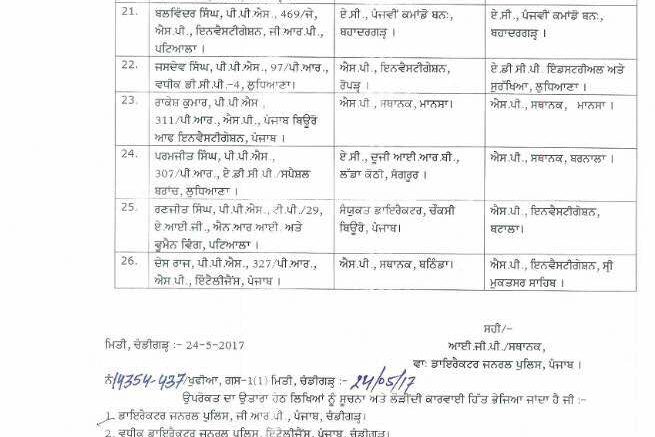 21. ਬਲਵਿੰਦਰ ਸਿੰਘ, ਪੀ.ਪੀ.ਐਸ., 469/ਜੇ, ਏ.ਸੀ., ਪੰਜਵੀਂ ਕਮਾਂਡੋ ਬਨ:, ਏ.ਸੀ., ਪੰਜਵੀਂ ਕਮਾਂਡੋ ਬਨ:,
ਐਸ.ਪੀ., ਇਨਵੈਸਟੀਗੇਸ਼ਨ, ਜੀ.ਆਰ.ਪੀ., ਬਹਾਦਰਗੜ੍ਹ । ਬਹਾਦਰਗੜ੍ਹ ।
ਪਟਿਆਲਾ ।
22. ਜਸਦੇਵ ਸਿੰਘ, ਪੀ.ਪੀ.ਐਸ., 97/ਪੀ.ਆਰ., ਐਸ.ਪੀ., ਇਨਵੈਸਟੀਗੇਸ਼ਨ, ਏ.ਡੀ.ਸੀ.ਪੀ. ਇੰਡਸਟਰੀਅਲ ਅਤੇ
ਵਧੀਕ ਡੀ.ਸੀ.ਪੀ.-4, ਲੁਧਿਆਣਾ। ਰੋਪੜ੍ਹ । ਸੁਰੱਖਿਆ, ਲੁਧਿਆਣਾ ।
23. ਰਾਕੇਸ਼ ਕੁਮਾਰ, ਪੀ.ਪੀ.ਐਸ., ਐਸ.ਪੀ., ਸਥਾਨਕ, ਮਾਨਸਾ। ਐਸ.ਪੀ., ਸਥਾਨਕ, ਮਾਨਸਾ ।
311/ਪੀ.ਆਰ., ਐਸ.ਪੀ., ਪੰਜਾਬ ਬਿਊਰੋ
ਆਫ ਇਨਵੈਸਟੀਗੇਸ਼ਨ, ਪੰਜਾਬ ।
24. ਪਰਮਜੀਤ ਸਿੰਘ, ਪੀ.ਪੀ.ਐਸ., ਏ.ਸੀ., ਦੂਜੀ ਆਈ.ਆਰ.ਬੀ., ਐਸ.ਪੀ., ਸਥਾਨਕ, ਬਰਨਾਲਾ ।
307/ਪੀ.ਆਰ., ਏ.ਡੀ.ਸੀ.ਪੀ./ਸਪੈਸ਼ਲ ਲੱਡਾ ਕੋਠੀ, ਸੰਗਰੂਰ ।
ਬਰਾਂਚ, ਲੁਧਿਆਣਾ ।
25. ਰਣਜੀਤ ਸਿੰਘ, ਪੀ.ਪੀ.ਐਸ., ਟੀ.ਪੀ./29, ਸੰਯੁਕਤ ਡਾਇਰੈਕਟਰ, ਚੌਕਸੀ ਐਸ.ਪੀ., ਇਨਵੈਸਟੀਗੇਸ਼ਨ,
ਏ.ਆਈ.ਜੀ., ਐਨ.ਆਰ.ਆਈ. ਅਤੇ ਬਿਊਰੋ, ਪੰਜਾਬ। ਬਟਾਲਾ।
ਵੂਮੈਨ ਵਿੰਗ, ਪਟਿਆਲਾ ।
26. ਦੇਸ ਰਾਜ, ਪੀ.ਪੀ.ਐਸ., 327/ਪੀ.ਆਰ., ਐਸ.ਪੀ., ਸਥਾਨਕ, ਬਠਿੰਡਾ। ਐਸ.ਪੀ., ਇਨਵੈਸਟੀਗੇਸ਼ਨ, ਸ੍ਰੀ
ਐਸ.ਪੀ., ਇੰਟੈਲੀਜੈਂਸ, ਪੰਜਾਬ । ਮੁਕਤਸਰ ਸਾਹਿਬ ।
ਸਹੀ/-
ਮਿਤੀ, ਚੰਡੀਗੜ੍ਹ :- 24-5-2017 ਆਈ.ਜੀ.ਪੀ./ਸਥਾਨਕ,
ਵਾ: ਡਾਇਰੈਕਟਰ ਜਨਰਲ ਪੁਲਿਸ, ਪੰਜਾਬ ।
ਨੰ:14354-437/ਖੁਫੀਆ, ਗਸ-1(1) ਮਿਤੀ, ਚੰਡੀਗੜ੍ਹ :- 24/05/17
ਉਪਰੋਕਤ ਦਾ ਉਤਾਰਾ ਹੇਠ ਲਿਖਿਆਂ ਨੂੰ ਸੂਚਨਾ ਅਤੇ ਲੋੜੀਂਦੀ ਕਾਰਵਾਈ ਹਿੱਤ ਭੇਜਿਆ ਜਾਂਦਾ ਹੈ ਜੀ :-
1. ਡਾਇਰੈਕਟਰ ਜਨਰਲ ਪੁਲਿਸ, ਜੀ.ਆਰ.ਪੀ., ਪੰਜਾਬ, ਚੰਡੀਗੜ੍ਹ।
2. ਵਧੀਕ ਡਾਇਰੈਕਟਰ ਜਨਰਲ ਪੁਲਿਸ, ਇੰਟੈਲੀਜੈਂਸ, ਪੰਜਾਬ, ਚੰਡੀਗੜ੍ਹ।